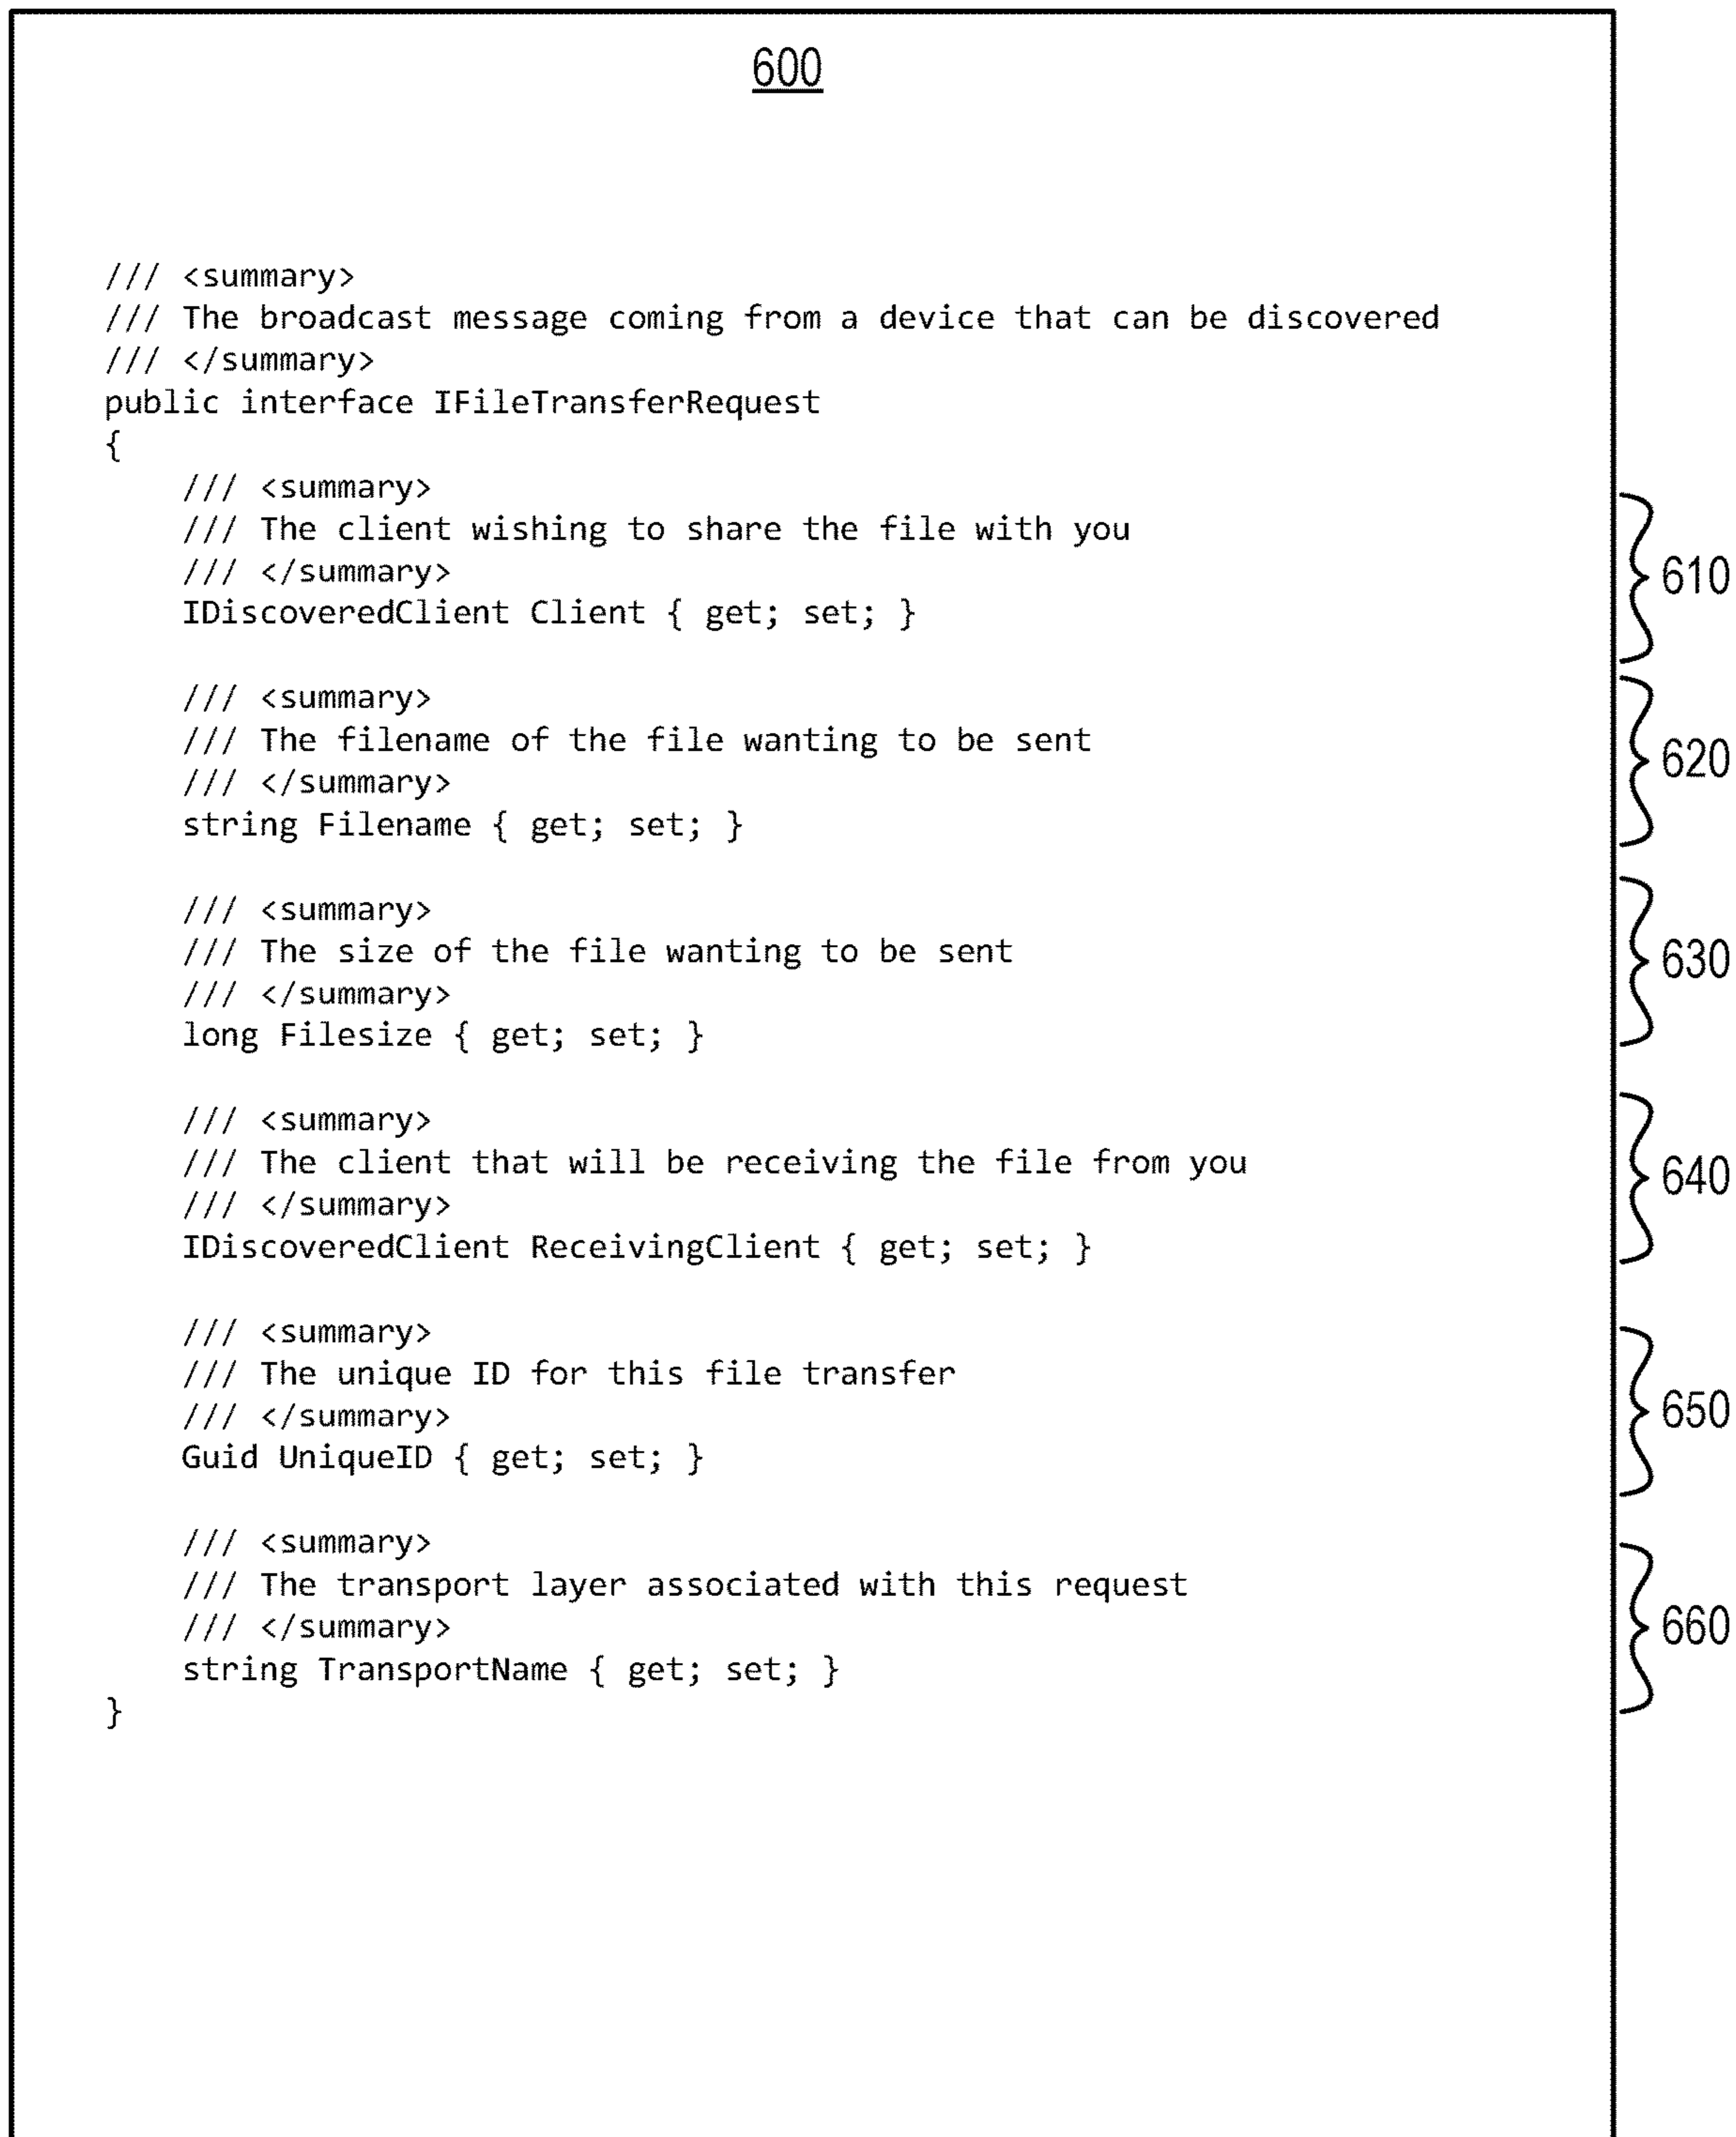 600
/// <summary>
/// The broadcast message coming from a device that can be discovered
/// </summary>
public interface IFileTransferRequest
{
/// <summary>
/// The client wishing to share the file with you
/// </summary>
IDiscoveredClient Client { get; set; }
610
/// <summary>
/// The filename of the file wanting to be sent
/// </summary>
string Filename { get; set; }
620
/// <summary>
/// The size of the file wanting to be sent
/// </summary>
long Filesize { get; set; }
630
/// <summary>
/// The client that will be receiving the file from you
/// </summary>
IDiscoveredClient ReceivingClient { get; set; }
640
/// <summary>
/// The unique ID for this file transfer
/// </summary>
Guid UniqueID { get; set; }
650
/// <summary>
/// The transport layer associated with this request
/// </summary>
string TransportName { get; set; }
660
}